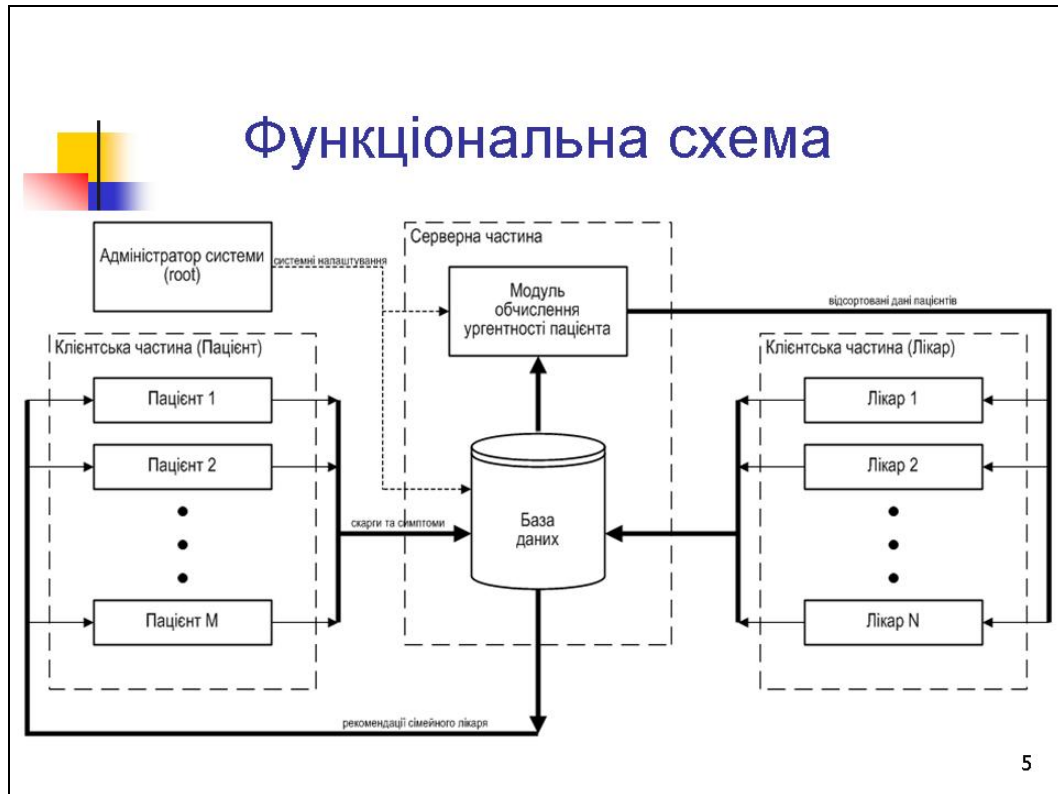 Функціональна схема
Адміністратор системи
(root)
системні налаштування
Серверна частина
Модуль
обчислення
ургентності пацієнта
відсортовані дані пацієнтів
Клієнтська частина (Пацієнт)
Пацієнт 1
Пацієнт 2
Пацієнт M
скарги та симптоми
База
даних
Клієнтська частина (Лікар)
Лікар 1
Лікар 2
Лікар N
рекомендації сімейного лікаря
5